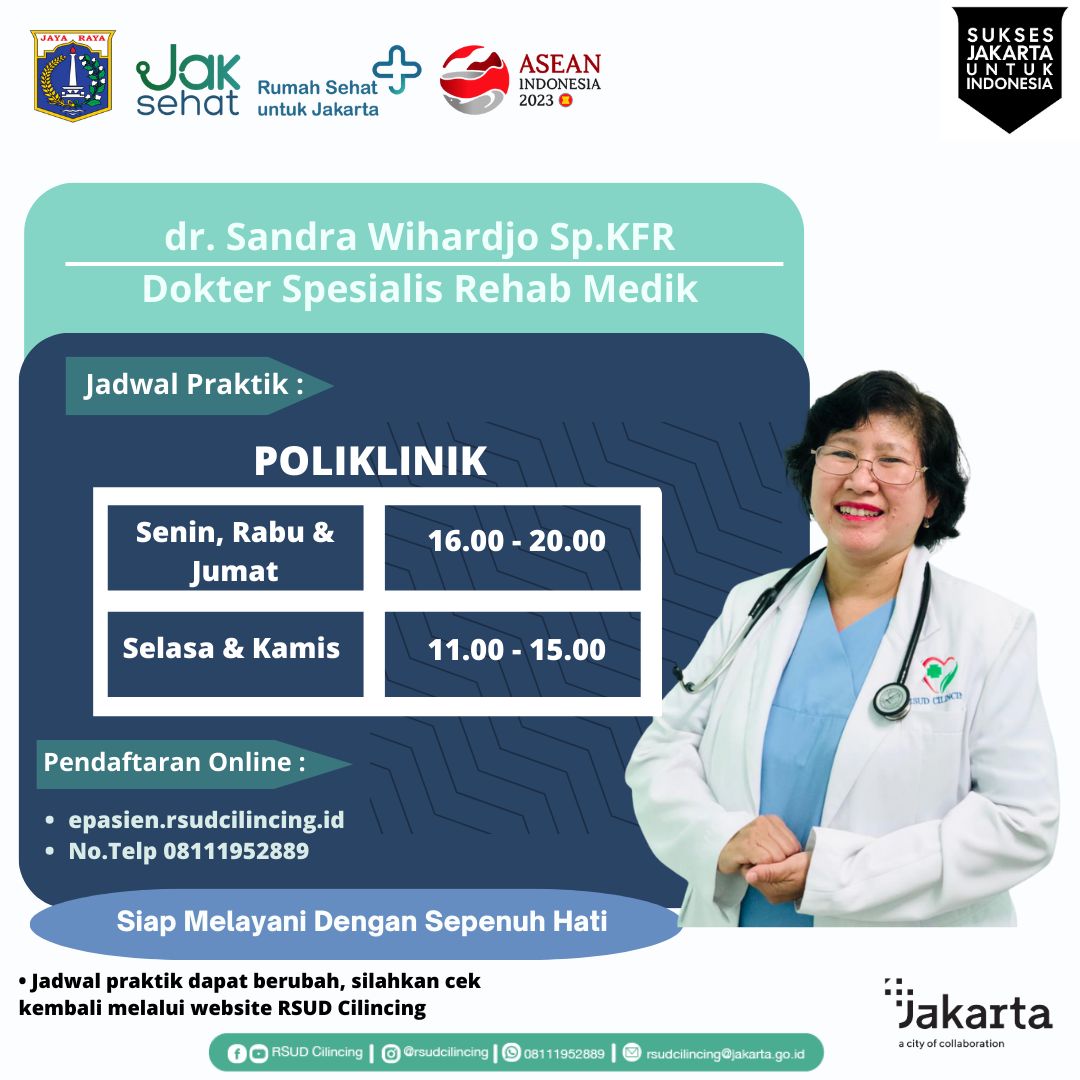 JAYA RAYA
Jak
sehat
Rumah Sehat
untuk Jakarta
ASEAN
INDONESIA
2023
SUKSES
JAKARTA
UNTUK
INDONESIA
dr. Sandra Wihardjo Sp.KFR
Dokter Spesialis Rehab Medik
Jadwal Praktik :
POLIKLINIK
Senin, Rabu &
Jumat
16.00 - 20.00
Selasa & Kamis
11.00 - 15.00
RSUD CILINCING
Pendaftaran Online :
• epasien.rsudcilincing.id
• No.Telp 08111952889
Siap Melayani Dengan Sepenuh Hati
• Jadwal praktik dapat berubah, silahkan cek
kembali melalui website RSUD Cilincing
Jakarta
a city of collaboration
RSUD Cilincing | @rsudcilincing | 08111952889 | rsudcilincing@jakarta.go.id